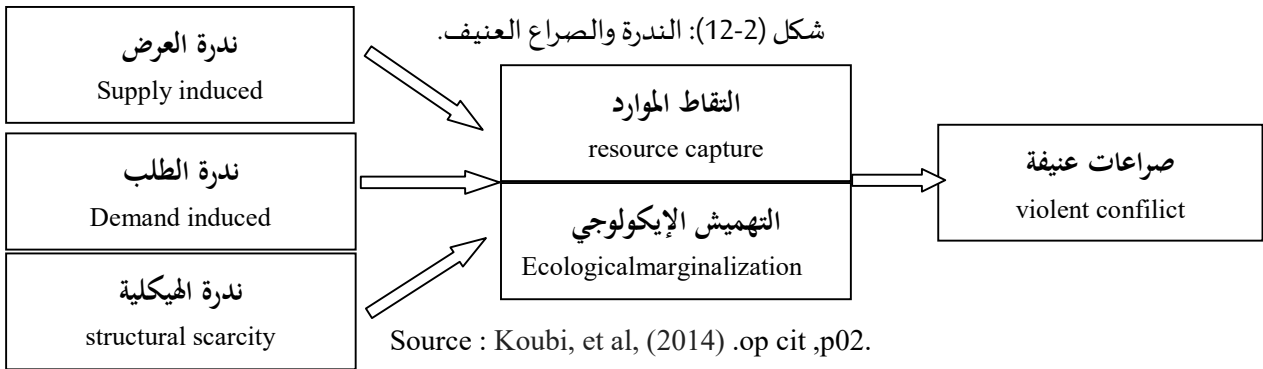 شكل (2-12): الندرة والصراع العنيف.
ندرة العرض
Supply induced
ندرة الطلب
Demand induced
ندرة الهيكلية
structural scarcity
التقاط الموارد
resource capture
التهميش الإيكولوجي
Ecologicalmarginalization
صراعات عنيفة
violent confilict
Source : Koubi, et al, (2014) .op cit ,p02.